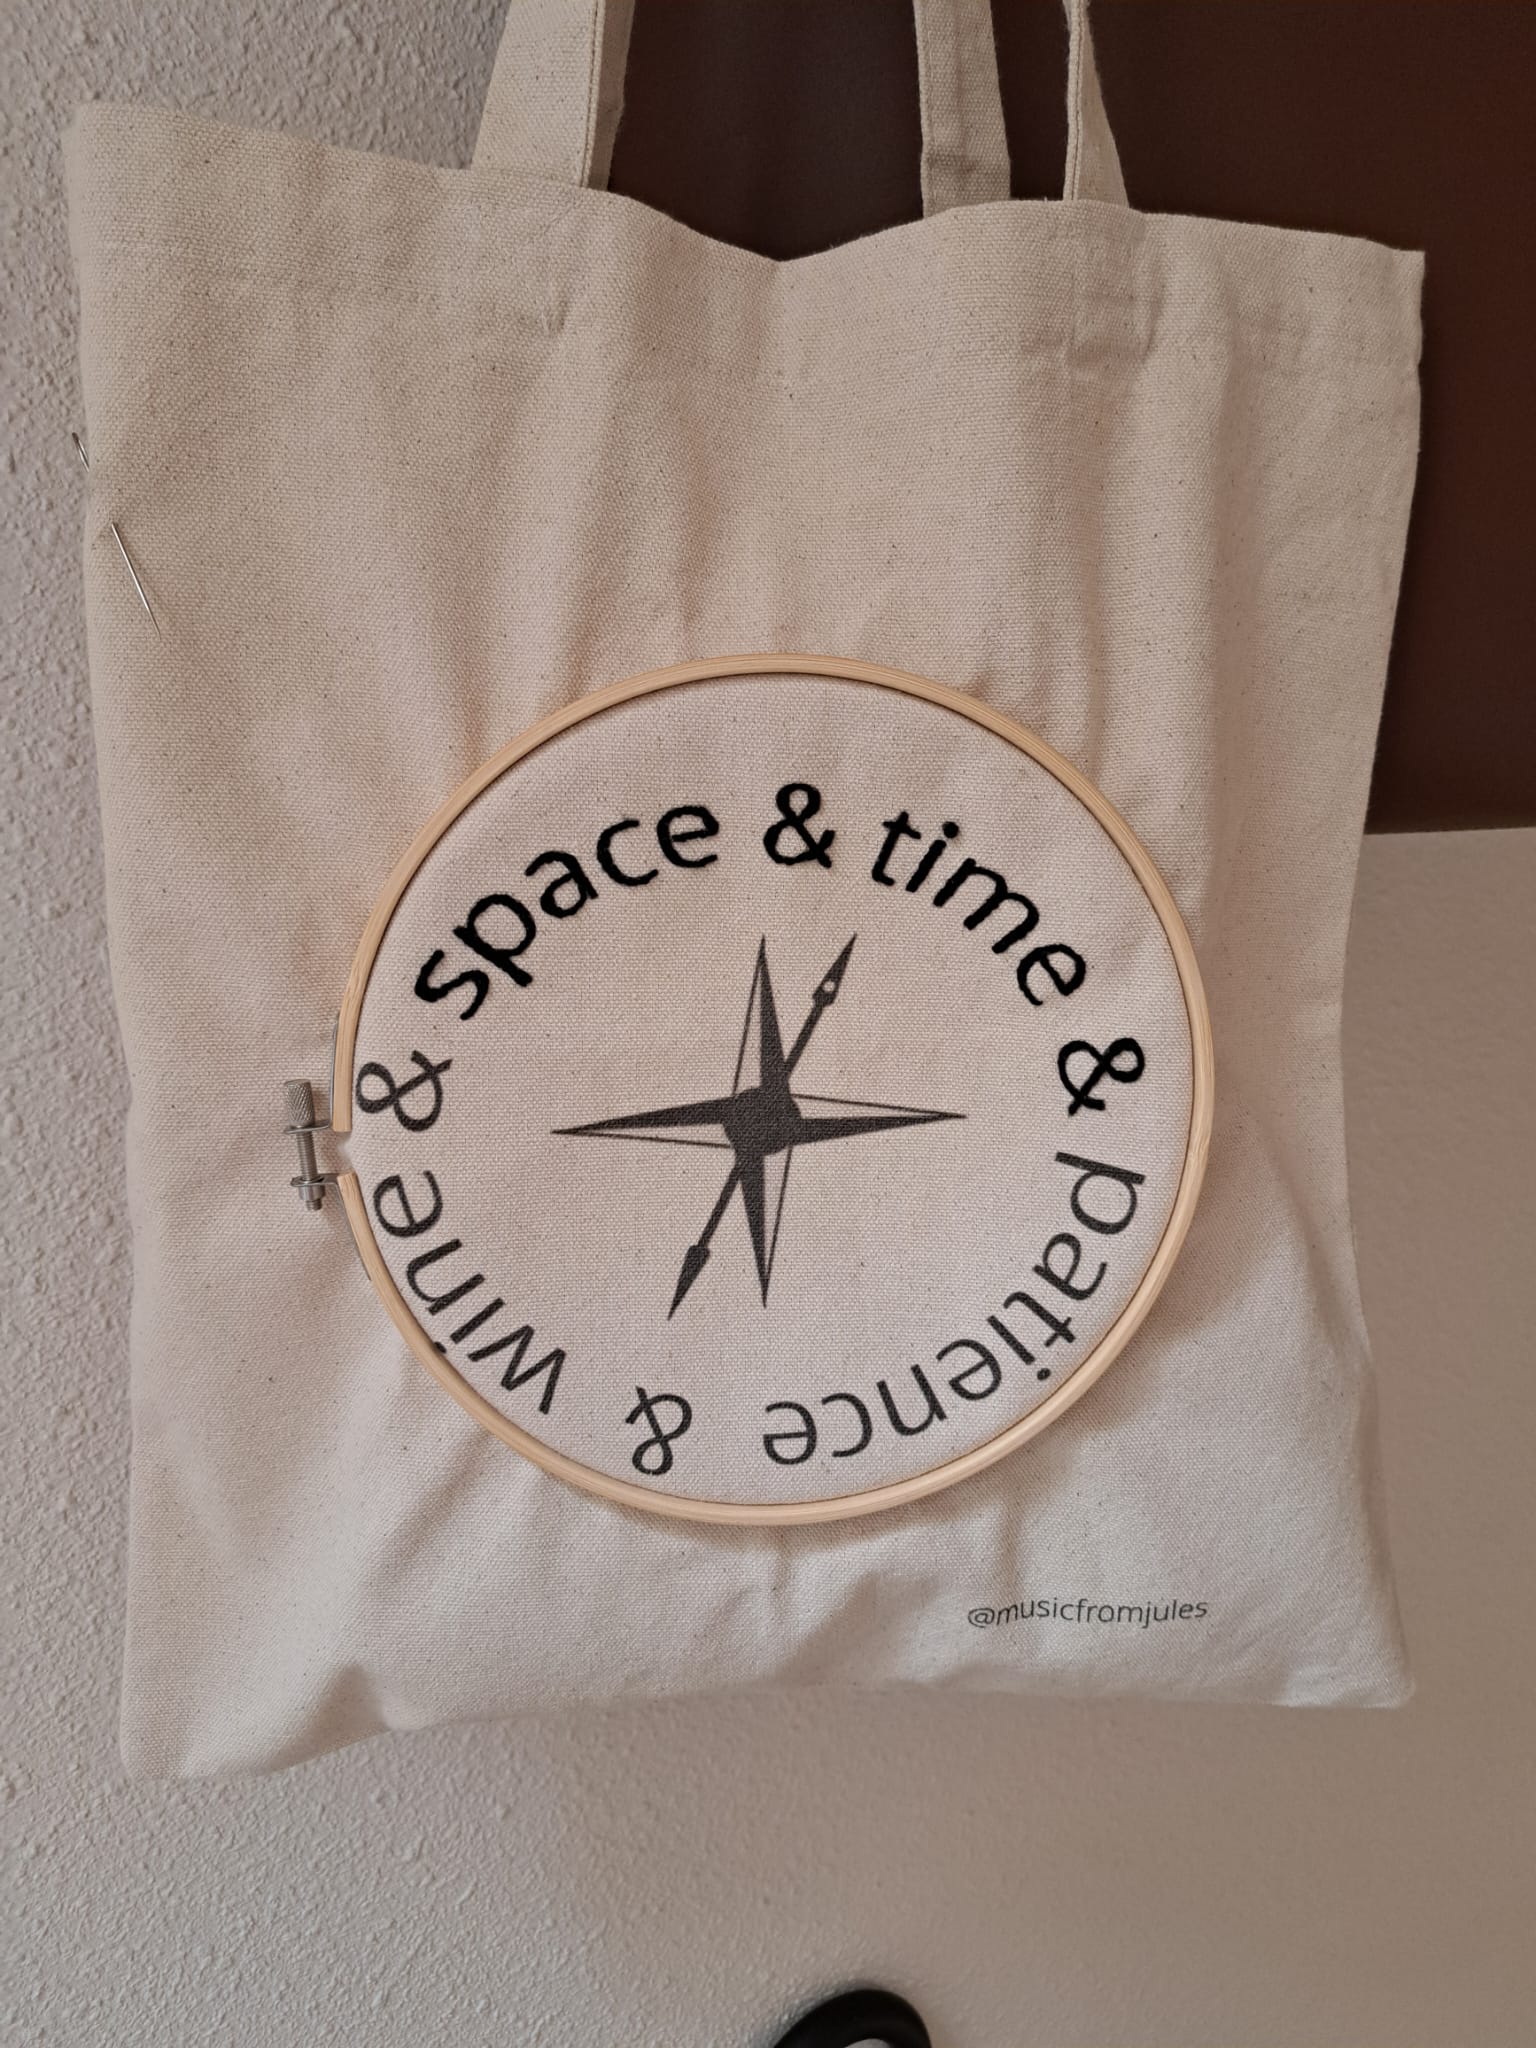 space & time & patience & wine &
@musicfromjules